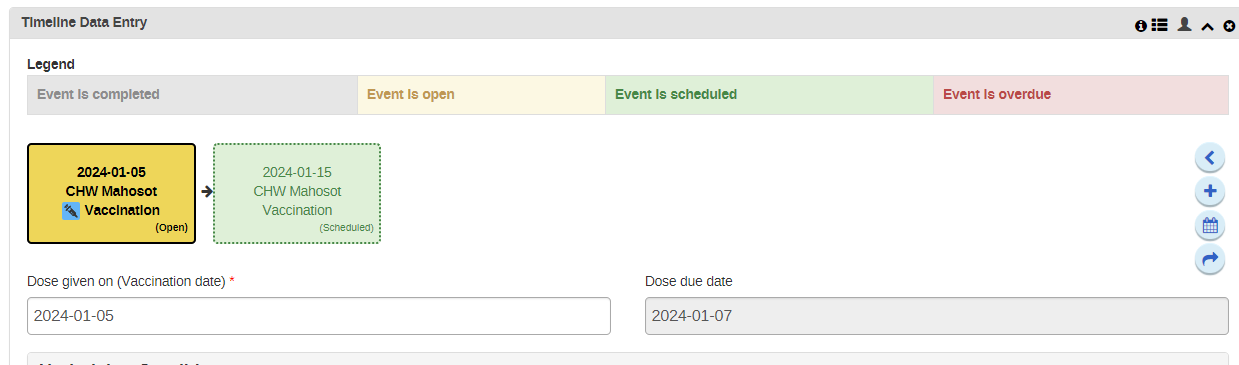 Timeline Data Entry
Legend
Event is completed
Event is open
Event is scheduled
Event is overdue
2024-01-05
CHW Mahosot
Vaccination
(Open)
2024-01-15
CHW Mahosot
Vaccination
(Scheduled)
Dose given on (Vaccination date) *
Dose due date
2024-01-05
2024-01-07